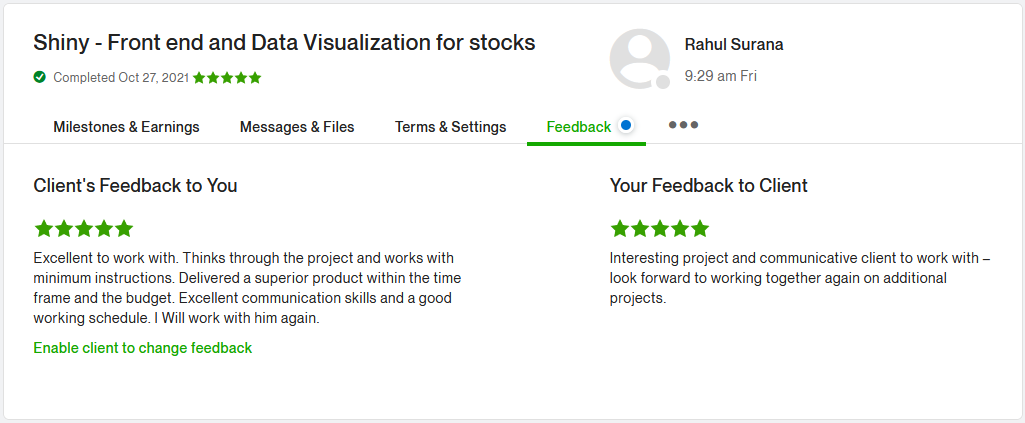 Shiny - Front end and Data Visualization for stocks
Completed Oct 27, 2021
Rahul Surana
9:29 am Fri
Milestones & Earnings
Messages & Files
Terms & Settings
Feedback
Client's Feedback to You
Excellent to work with. Thinks through the project and works with
minimum instructions. Delivered a superior product within the time
frame and the budget. Excellent communication skills and a good
working schedule. I Will work with him again.
Enable client to change feedback
Your Feedback to Client
Interesting project and communicative client to work with –
look forward to working together again on additional
projects.